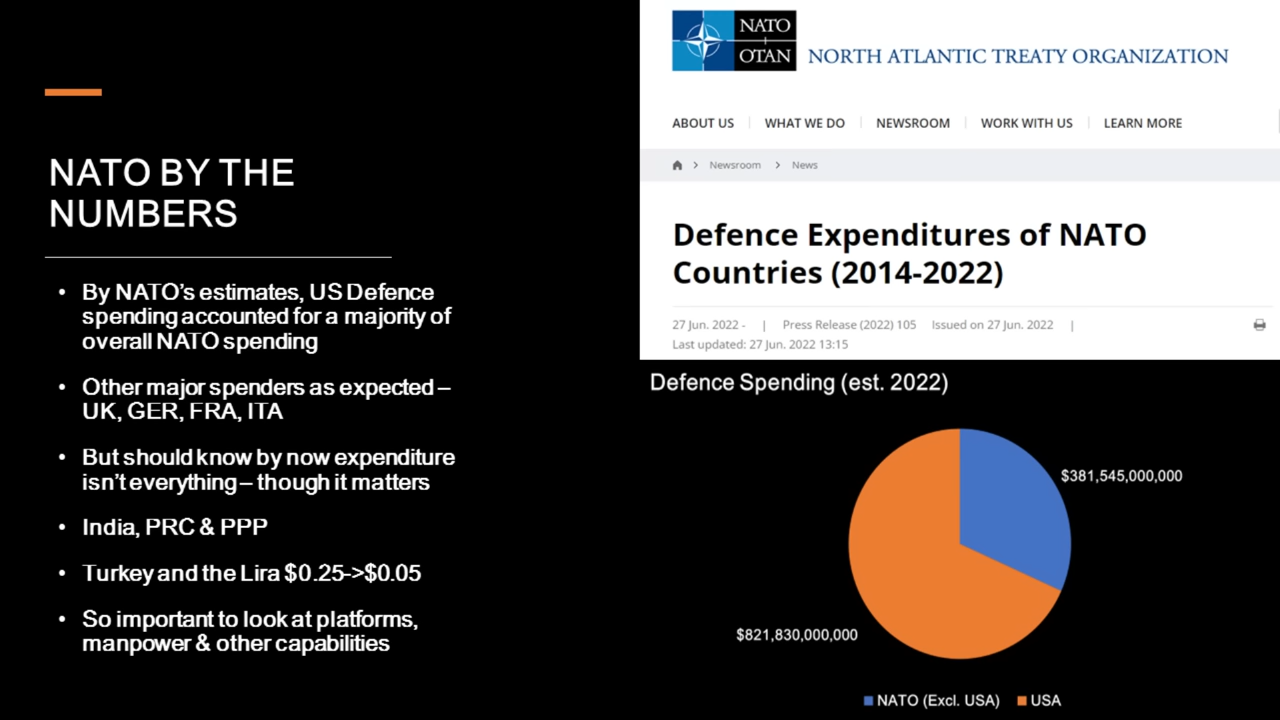 NATO BY THE
NUMBERS
• By NATO's estimates, US Defence
spending accounted for a majority of
overall NATO spending
• Other major spenders as expected –
UK, GER, FRA, ITA
• But should know by now expenditure
isn't everything – though it matters
• India, PRC & PPP
• Turkey and the Lira $0.25->$0.05
• So important to look at platforms,
manpower & other capabilities
NATO
OTAN
NORTH ATLANTIC TREATY ORGANIZATION
ABOUT US | WHAT WE DO | NEWSROOM | WORK WITH US | LEARN MORE
> Newsroom > News
Defence Expenditures of NATO
Countries (2014-2022)
27 Jun. 2022 - | Press Release (2022) 105 Issued on 27 Jun. 2022 |
Last updated: 27 Jun. 2022 13:15
Defence Spending (est. 2022)
$381,545,000,000
$821,830,000,000
NATO (Excl. USA) USA